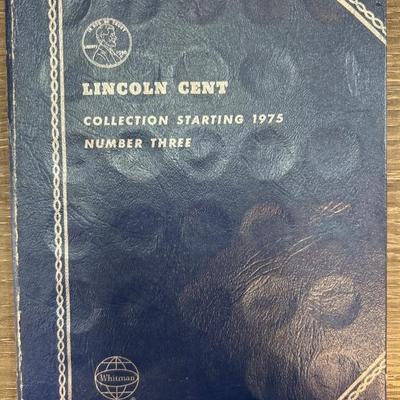 LINCOLN CENT
COLLECTION STARTING 1975
NUMBER THREE
Whitman